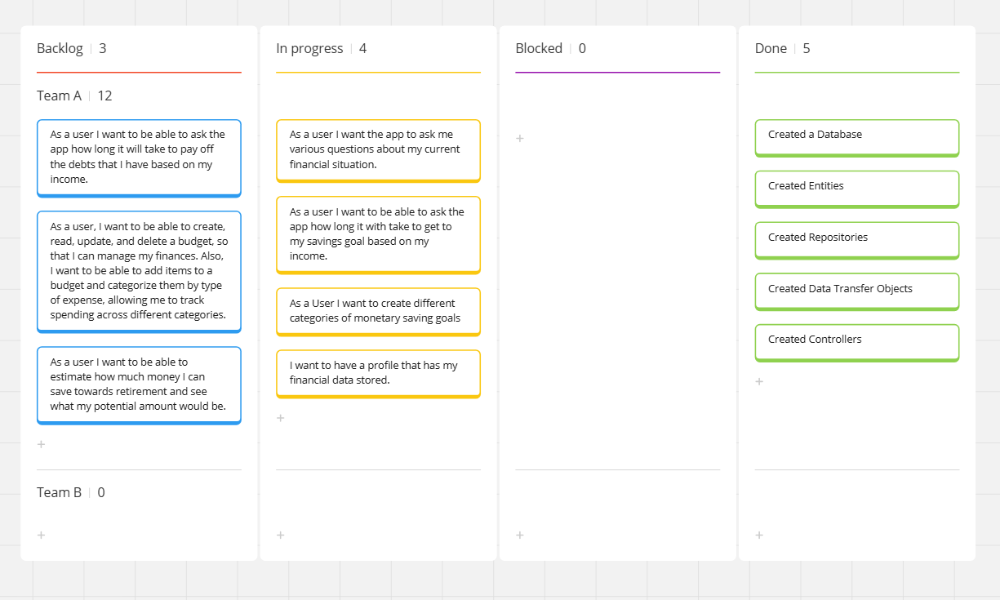 Backlog | 3
In progress | 4
Blocked | 0
Done | 5
Team A | 12
As a user I want to be able to ask the
app how long it will take to pay off
the debts that I have based on my
income.
As a user, I want to be able to create,
read, update, and delete a budget, so
that I can manage my finances. Also,
I want to be able to add items to a
budget and categorize them by type
of expense, allowing me to track
spending across different categories.
As a user I want to be able to
estimate how much money I can
save towards retirement and see
what my potential amount would be.
+
As a user I want the app to ask me
various questions about my current
financial situation.
As a user I want to be able to ask the
app how long it with take to get to
my savings goal based on my
income.
As a User I want to create different
categories of monetary saving goals
I want to have a profile that has my
financial data stored.
+
+
Created a Database
Created Entities
Created Repositories
Created Data Transfer Objects
Created Controllers
+
Team B | 0
+
+
+
+